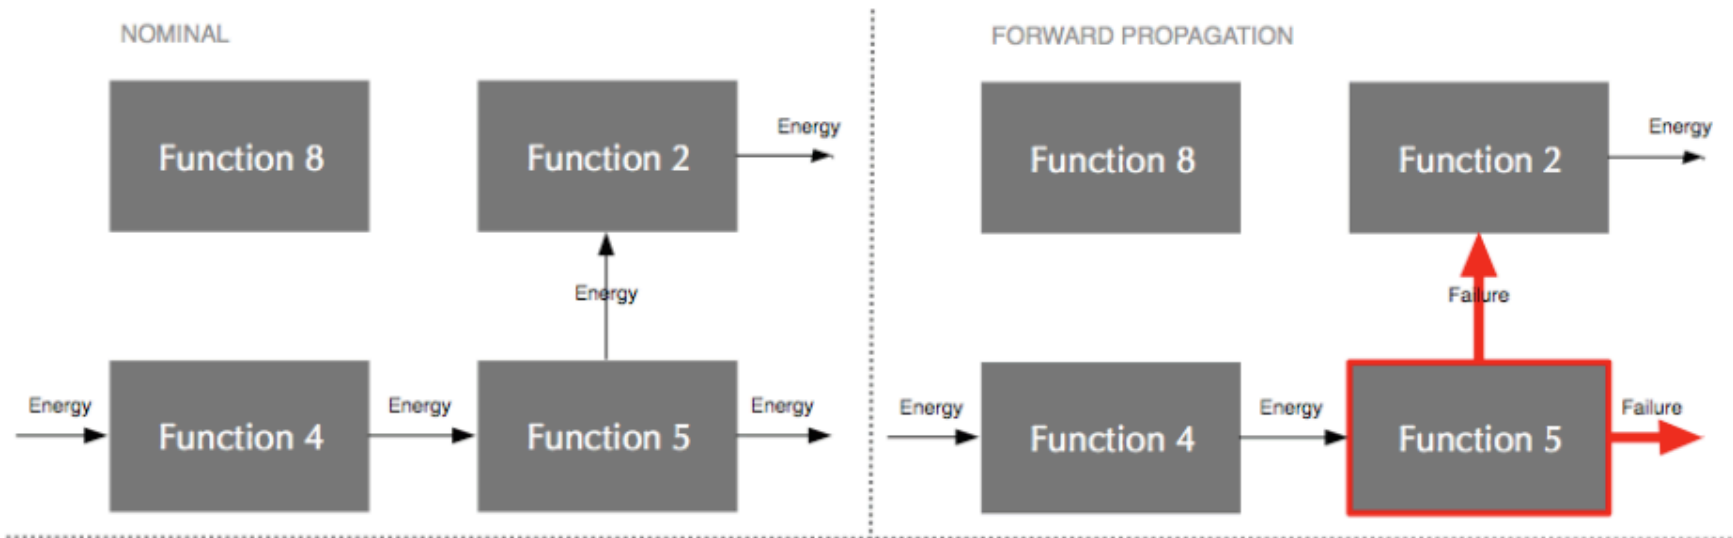 NOMINAL
Function 8
Function 2
Energy
Energy
Energy
Function 4
Energy
Function 5
Energy
FORWARD PROPAGATION
Function 8
Function 2
Energy
Failure
Energy
Function 4
Energy
Function 5
Failure